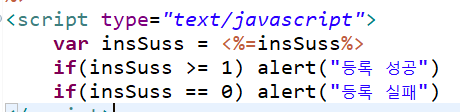 <script type="text/javascript">
var insSuss = <%=insSuss%>
if(insSuss >= 1) alert("등록 성공")
if(insSuss == 0) alert("등록 실패")